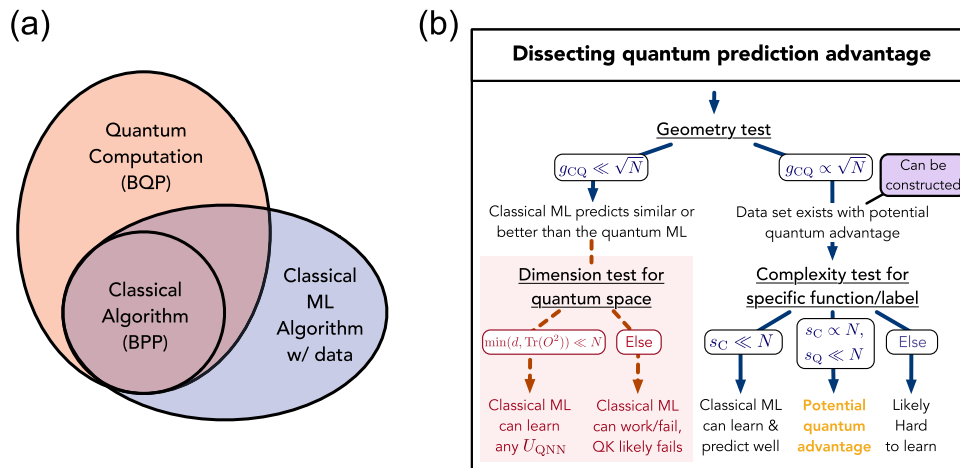 (a)
Quantum
Computation
(BQP)
Classical
Algorithm
(BPP)
Classical
ML
Algorithm
w/ data
(b)
Dissecting quantum prediction advantage
Geometry test
g_CQ ≪ √N
g_CQ ∝ √N
Can be
constructed
Classical ML predicts similar or
better than the quantum ML
Data set exists with potential
quantum advantage
Dimension test for
quantum space
min(d, Tr(O²)) ≪ N
Else
Classical ML
can learn
any U_QNN
Classical ML
can work/fail,
QK likely fails
Complexity test for
specific function/label
s_C ≪ N
s_C ∝ N,
s_Q ≪ N
Else
Classical ML
can learn &
predict well
Potential
quantum
advantage
Likely
Hard
to learn